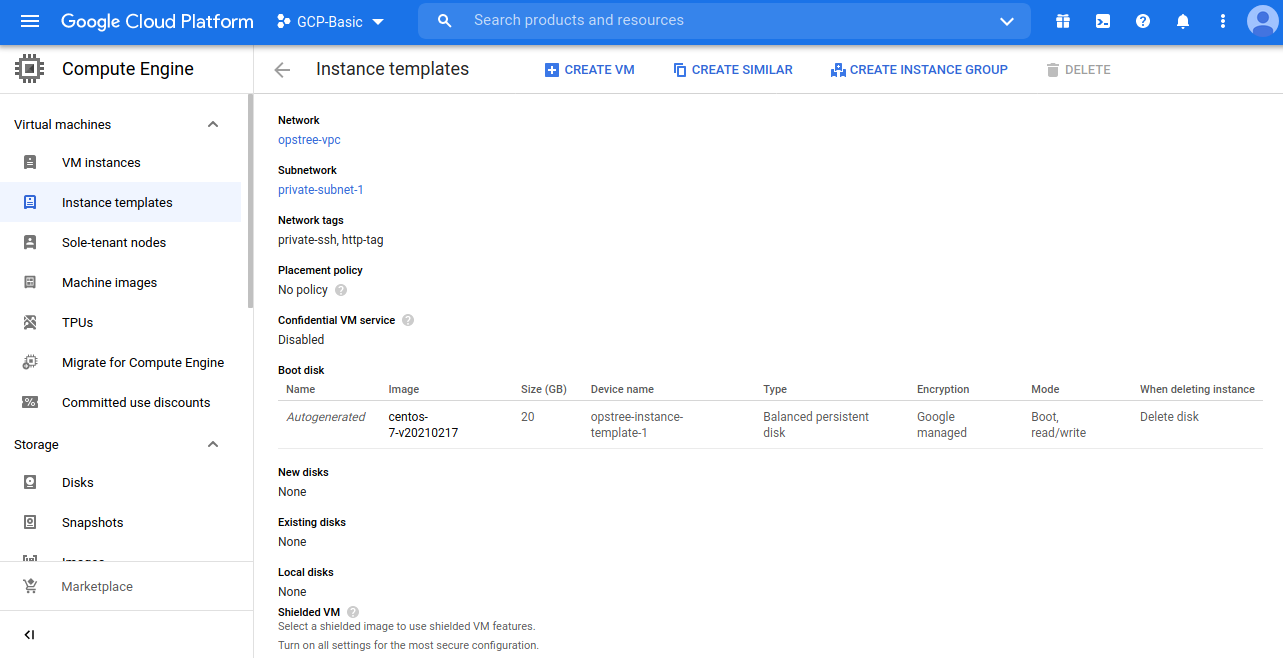 Google Cloud Platform
GCP-Basic
Search products and resources
Compute Engine
Instance templates
CREATE VM
CREATE SIMILAR
CREATE INSTANCE GROUP
DELETE
Virtual machines
VM instances
Instance templates
Sole-tenant nodes
Machine images
TPUs
Migrate for Compute Engine
Committed use discounts
Storage
Disks
Snapshots
Images
Marketplace
Network
opstree-vpc
Subnetwork
private-subnet-1
Network tags
private-ssh, http-tag
Placement policy
No policy
Confidential VM service
Disabled
Boot disk
Name Image Size (GB) Device name Type Encryption Mode When deleting instance
Autogenerated centos- 20 opstree-instance- Balanced persistent Google Boot, Delete disk
7-v20210217 template-1 disk managed read/write
New disks
None
Existing disks
None
Local disks
None
Shielded VM
Select a shielded image to use shielded VM features.
Turn on all settings for the most secure configuration.